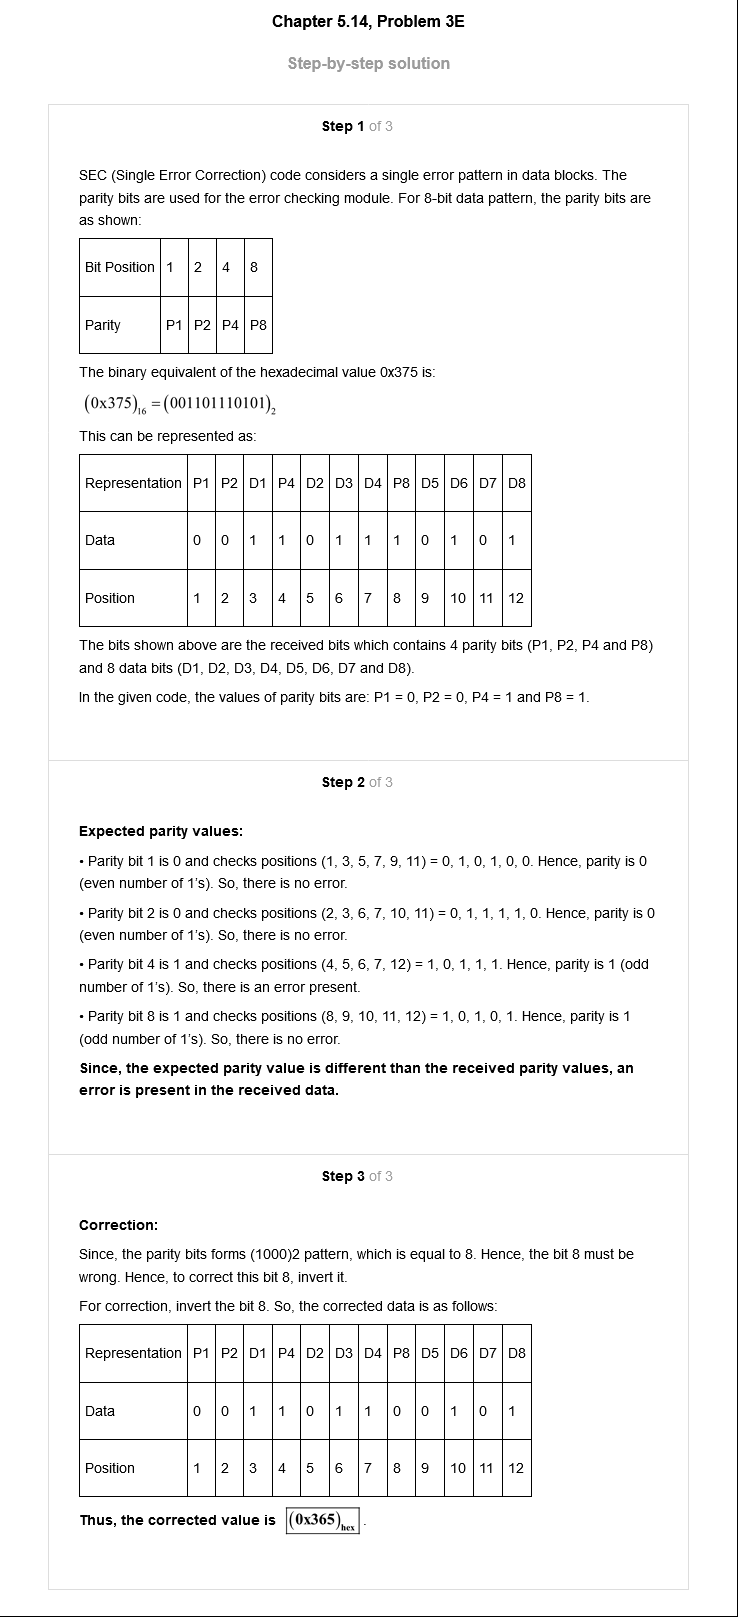 Chapter 5.14, Problem 3E
Step-by-step solution
Step 1 of 3
SEC (Single Error Correction) code considers a single error pattern in data blocks. The
parity bits are used for the error checking module. For 8-bit data pattern, the parity bits are
as shown:
Bit Position 1 2 4 8
Parity P1 P2 P4 P8
The binary equivalent of the hexadecimal value 0x375 is:
(0x375)₁₆ = (001101110101)₂
This can be represented as:
Representation P1 P2 D1 P4 D2 D3 D4 P8 D5 D6 D7 D8
Data 0 0 1 1 0 1 1 1 0 1 0 1
Position 1 2 3 4 5 6 7 8 9 10 11 12
The bits shown above are the received bits which contains 4 parity bits (P1, P2, P4 and P8)
and 8 data bits (D1, D2, D3, D4, D5, D6, D7 and D8).
In the given code, the values of parity bits are: P1 = 0, P2 = 0, P4 = 1 and P8 = 1.
Step 2 of 3
Expected parity values:
• Parity bit 1 is 0 and checks positions (1, 3, 5, 7, 9, 11) = 0, 1, 0, 1, 0, 0. Hence, parity is 0
(even number of 1's). So, there is no error.
• Parity bit 2 is 0 and checks positions (2, 3, 6, 7, 10, 11) = 0, 1, 1, 1, 1, 0. Hence, parity is 0
(even number of 1's). So, there is no error.
• Parity bit 4 is 1 and checks positions (4, 5, 6, 7, 12) = 1, 0, 1, 1, 1. Hence, parity is 1 (odd
number of 1's). So, there is an error present.
• Parity bit 8 is 1 and checks positions (8, 9, 10, 11, 12) = 1, 0, 1, 0, 1. Hence, parity is 1
(odd number of 1's). So, there is no error.
Since, the expected parity value is different than the received parity values, an
error is present in the received data.
Step 3 of 3
Correction:
Since, the parity bits forms (1000)2 pattern, which is equal to 8. Hence, the bit 8 must be
wrong. Hence, to correct this bit 8, invert it.
For correction, invert the bit 8. So, the corrected data is as follows:
Representation P1 P2 D1 P4 D2 D3 D4 P8 D5 D6 D7 D8
Data 0 0 1 1 0 1 1 0 0 1 0 1
Position 1 2 3 4 5 6 7 8 9 10 11 12
Thus, the corrected value is (0x365)hex .